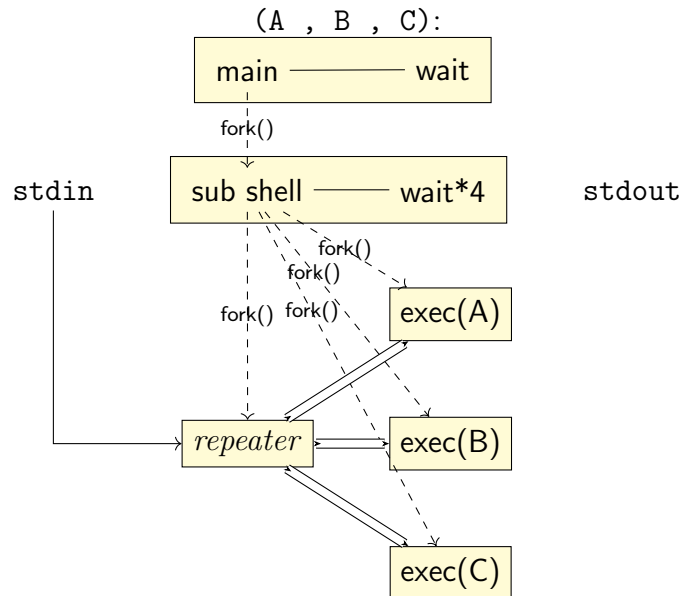 (A , B , C):
main wait
fork()
stdin sub shell wait*4 stdout
fork()
fork()
fork() fork()
exec(A)
repeater exec(B)
exec(C)